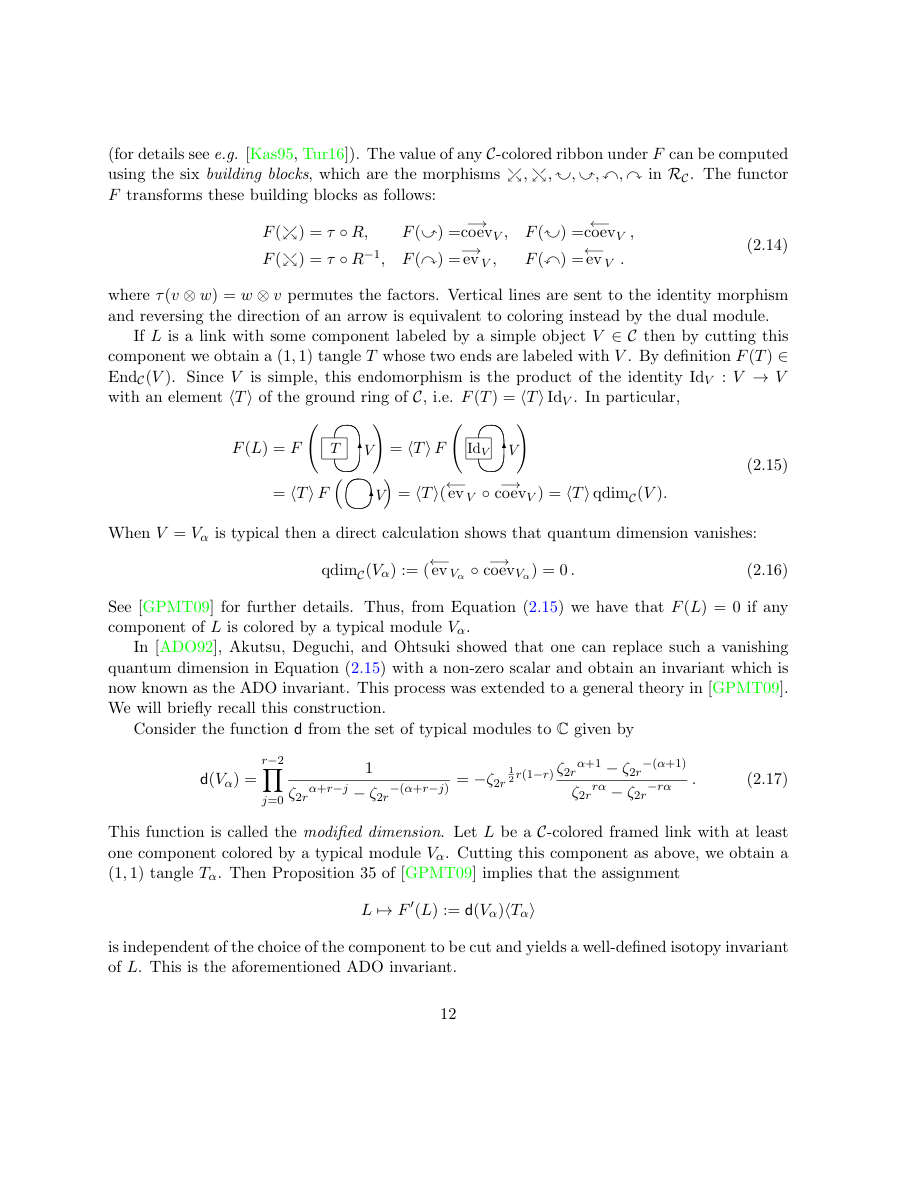 (for details see e.g. [Kas95, Tur16]). The value of any 𝒞-colored ribbon under F can be computed
using the six building blocks, which are the morphisms ⤲, ⤲, ⤻, ⤻, ↶, ↷ in ℛ_𝒞. The functor
F transforms these building blocks as follows:
F(⤲) = τ ∘ R, F(⤻) =\overrightarrow{coev}_V, F(⤻) =\overleftarrow{coev}_V ,
F(⤲) = τ ∘ R^{−1}, F(↷) =\overrightarrow{ev}_V, F(↶) =\overleftarrow{ev}_V .
(2.14)
where τ(v ⊗ w) = w ⊗ v permutes the factors. Vertical lines are sent to the identity morphism
and reversing the direction of an arrow is equivalent to coloring instead by the dual module.
If L is a link with some component labeled by a simple object V ∈ 𝒞 then by cutting this
component we obtain a (1, 1) tangle T whose two ends are labeled with V. By definition F(T) ∈
End_𝒞(V). Since V is simple, this endomorphism is the product of the identity Id_V : V → V
with an element ⟨T⟩ of the ground ring of 𝒞, i.e. F(T) = ⟨T⟩ Id_V. In particular,
F(L) = F ( T V ) = ⟨T⟩ F ( Id_V V )
= ⟨T⟩ F ( V ) = ⟨T⟩(\overleftarrow{ev}_V ∘ \overrightarrow{coev}_V) = ⟨T⟩ qdim_𝒞(V).
(2.15)
When V = V_α is typical then a direct calculation shows that quantum dimension vanishes:
qdim_𝒞(V_α) := (\overleftarrow{ev}_{V_α} ∘ \overrightarrow{coev}_{V_α}) = 0 . (2.16)
See [GPMT09] for further details. Thus, from Equation (2.15) we have that F(L) = 0 if any
component of L is colored by a typical module V_α.
In [ADO92], Akutsu, Deguchi, and Ohtsuki showed that one can replace such a vanishing
quantum dimension in Equation (2.15) with a non-zero scalar and obtain an invariant which is
now known as the ADO invariant. This process was extended to a general theory in [GPMT09].
We will briefly recall this construction.
Consider the function d from the set of typical modules to ℂ given by
d(V_α) = \prod_{j=0}^{r−2} \frac{1}{ζ_{2r}^{α+r−j} − ζ_{2r}^{−(α+r−j)}} = −ζ_{2r}^{\frac{1}{2}r(1−r)} \frac{ζ_{2r}^{α+1} − ζ_{2r}^{−(α+1)}}{ζ_{2r}^{rα} − ζ_{2r}^{−rα}} . (2.17)
This function is called the modified dimension. Let L be a 𝒞-colored framed link with at least
one component colored by a typical module V_α. Cutting this component as above, we obtain a
(1, 1) tangle T_α. Then Proposition 35 of [GPMT09] implies that the assignment
L ↦ F′(L) := d(V_α)⟨T_α⟩
is independent of the choice of the component to be cut and yields a well-defined isotopy invariant
of L. This is the aforementioned ADO invariant.
12